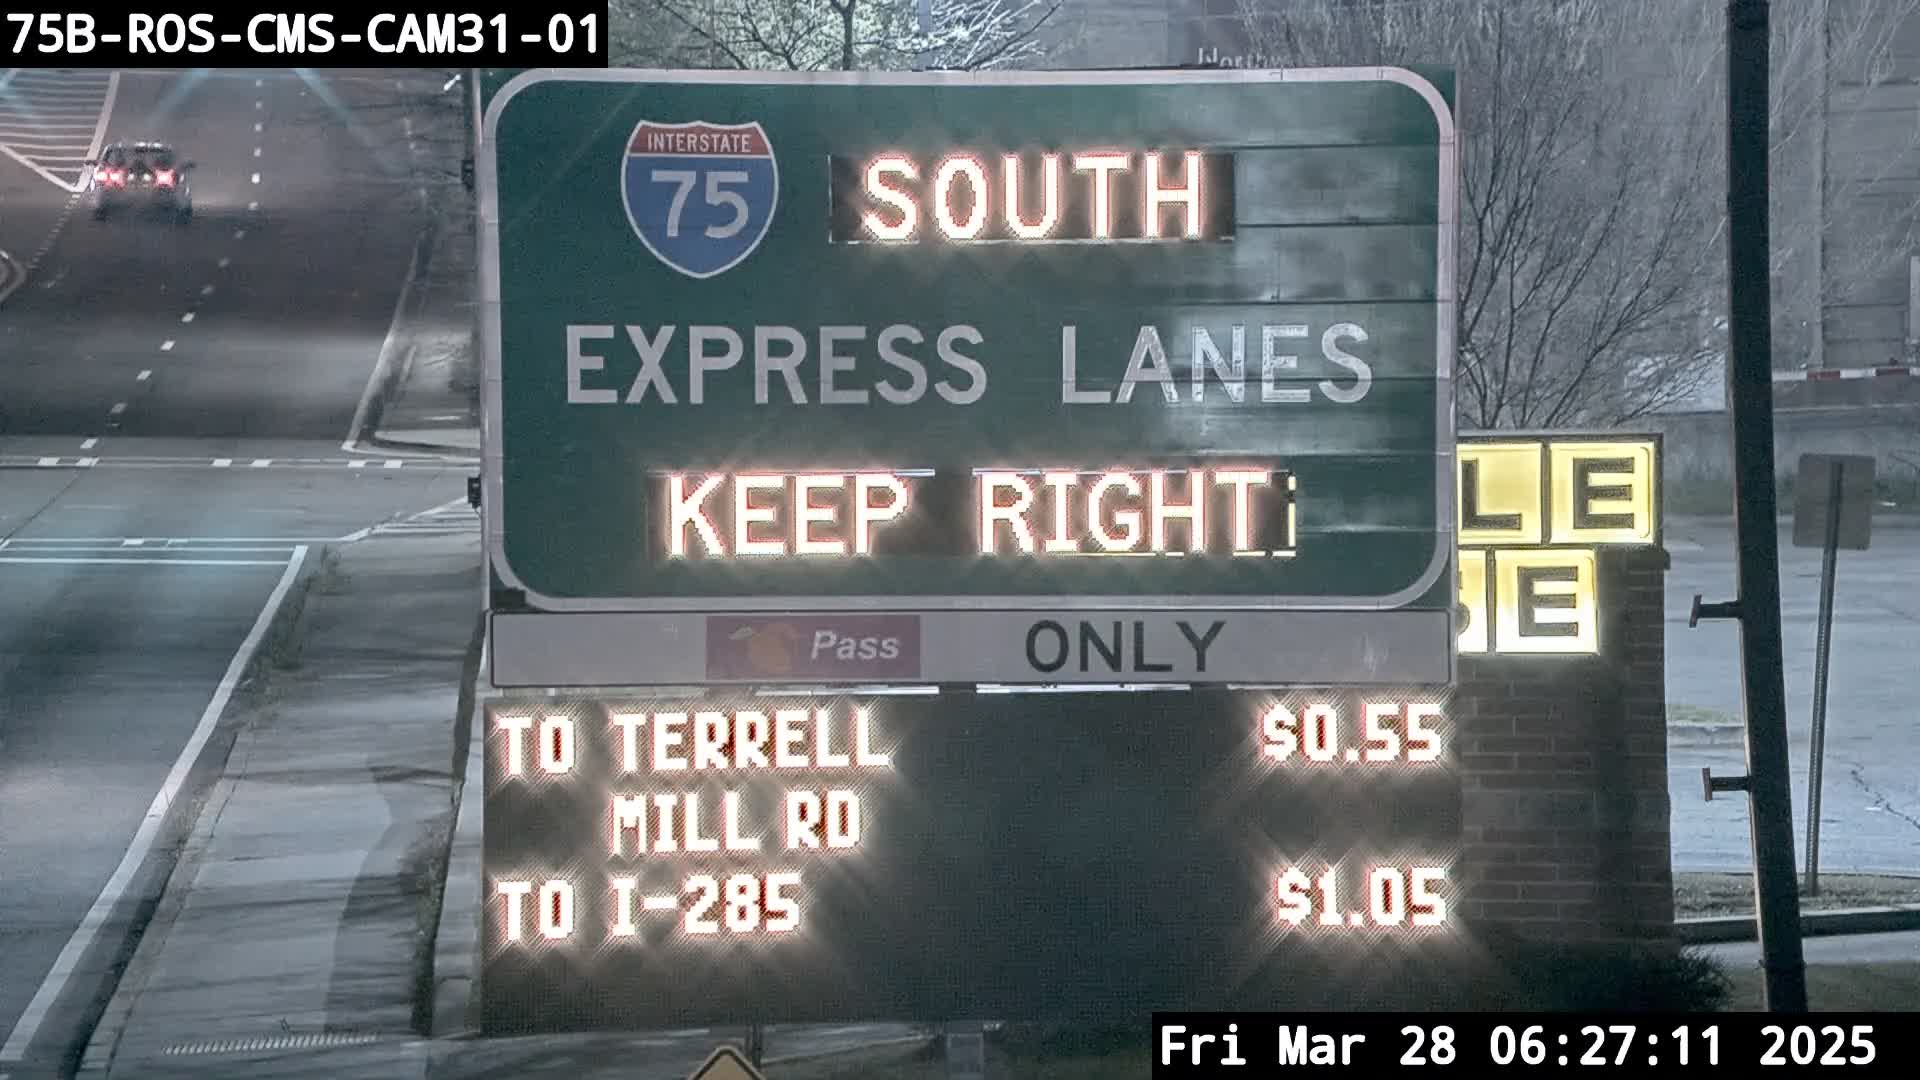 75B-ROS-CMS-CAM31-01
INTERSTATE
75
SOUTH
EXPRESS LANES
KEEP RIGHT
Pass ONLY
TO TERRELL $0.55
MILL RD
TO I-285 $1.05
LE
E
Fri Mar 28 06:27:11 2025